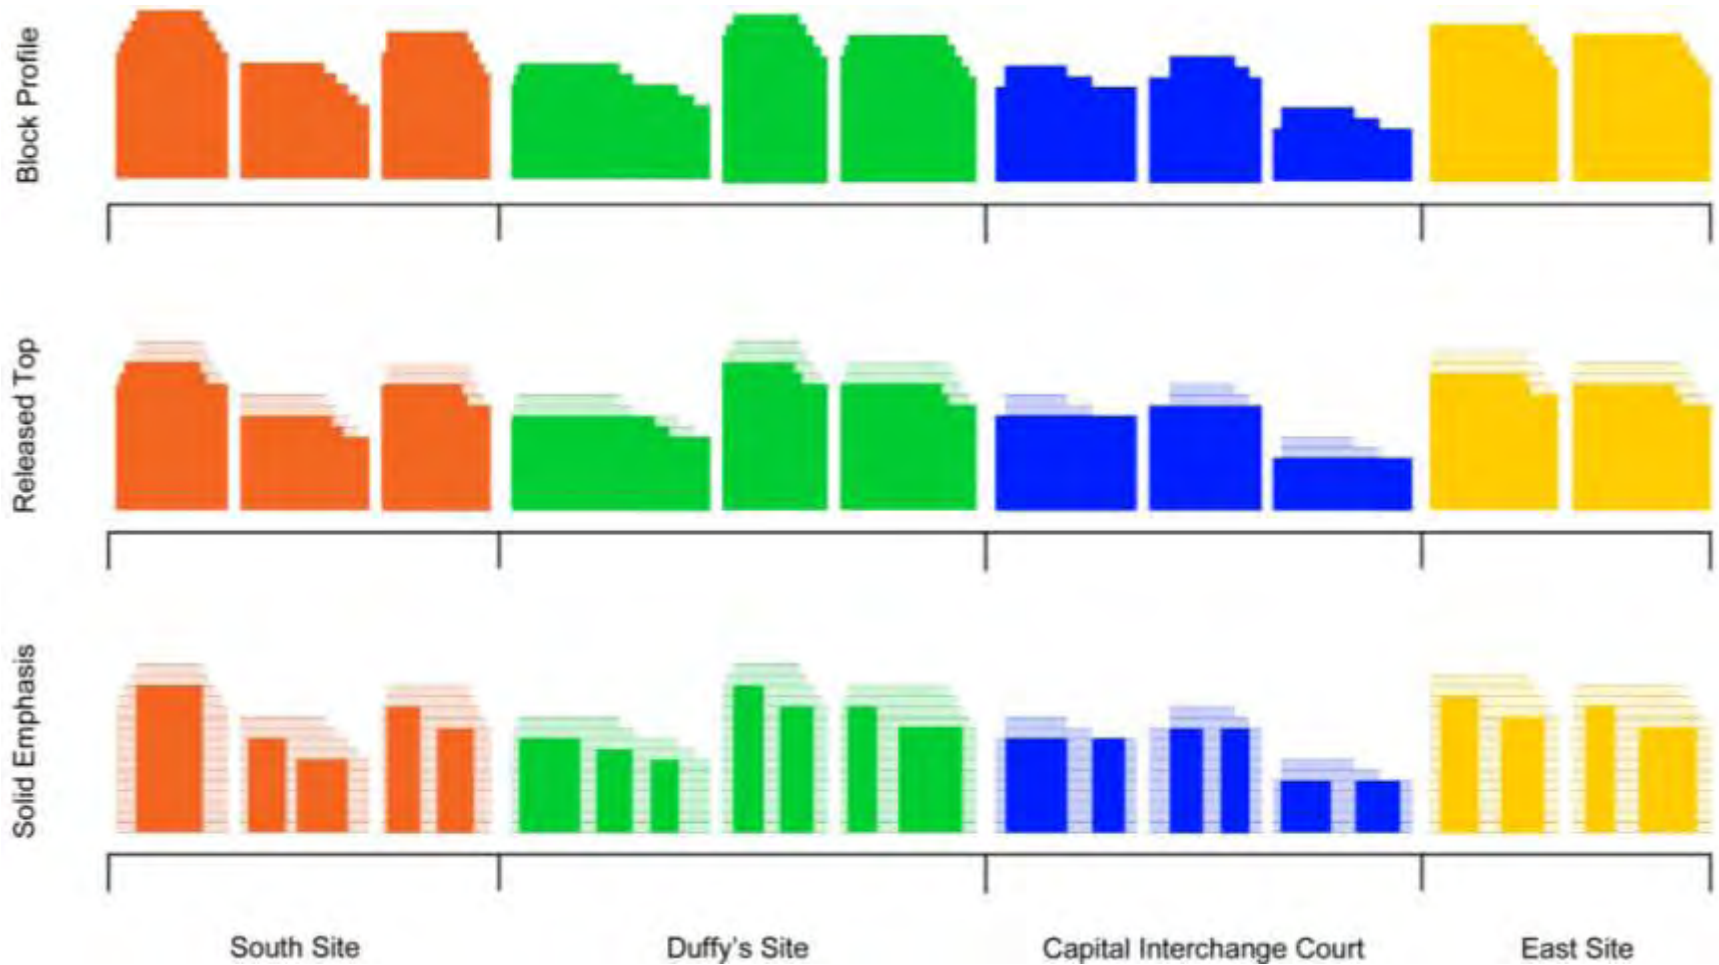 Block Profile
Released Top
Solid Emphasis
South Site
Duffy's Site
Capital Interchange Court
East Site